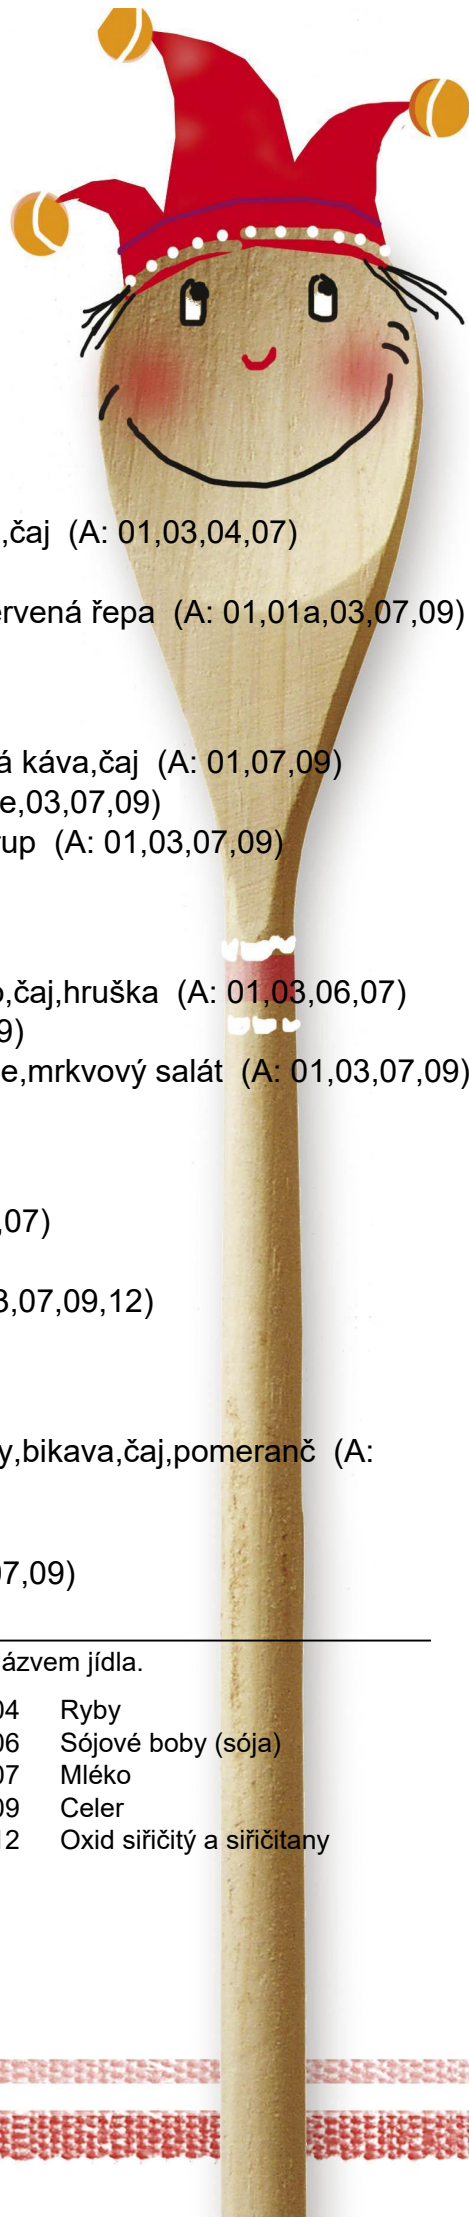 ,čaj (A: 01,03,04,07)
rvená řepa (A: 01,01a,03,07,09)
á káva,čaj (A: 01,07,09)
e,03,07,09)
rup (A: 01,03,07,09)
,čaj,hruška (A: 01,03,06,07)
9)
e,mrkvový salát (A: 01,03,07,09)
,07)
3,07,09,12)
y,bikava,čaj,pomeranč (A:
07,09)
ázvem jídla.
04 Ryby
06 Sójové boby (sója)
07 Mléko
09 Celer
12 Oxid siřičitý a siřičitany